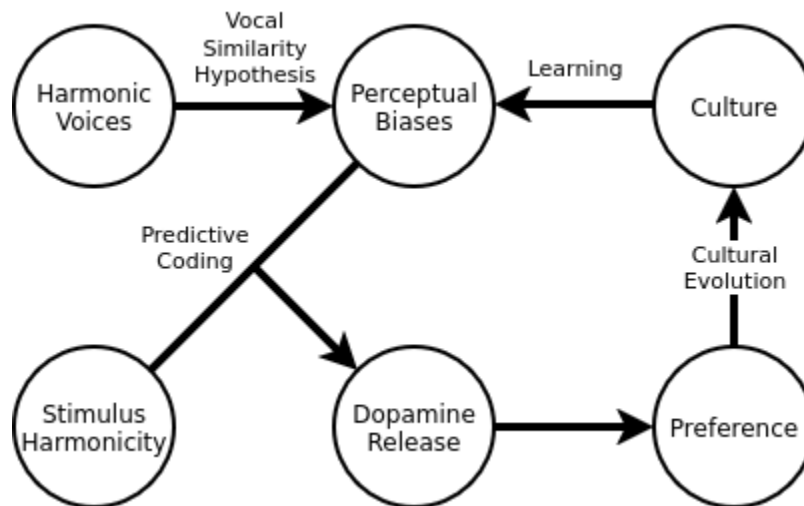 Vocal
Similarity
Hypothesis
Harmonic
Voices
Perceptual
Biases
Learning
Culture
Predictive
Coding
Cultural
Evolution
Stimulus
Harmonicity
Dopamine
Release
Preference